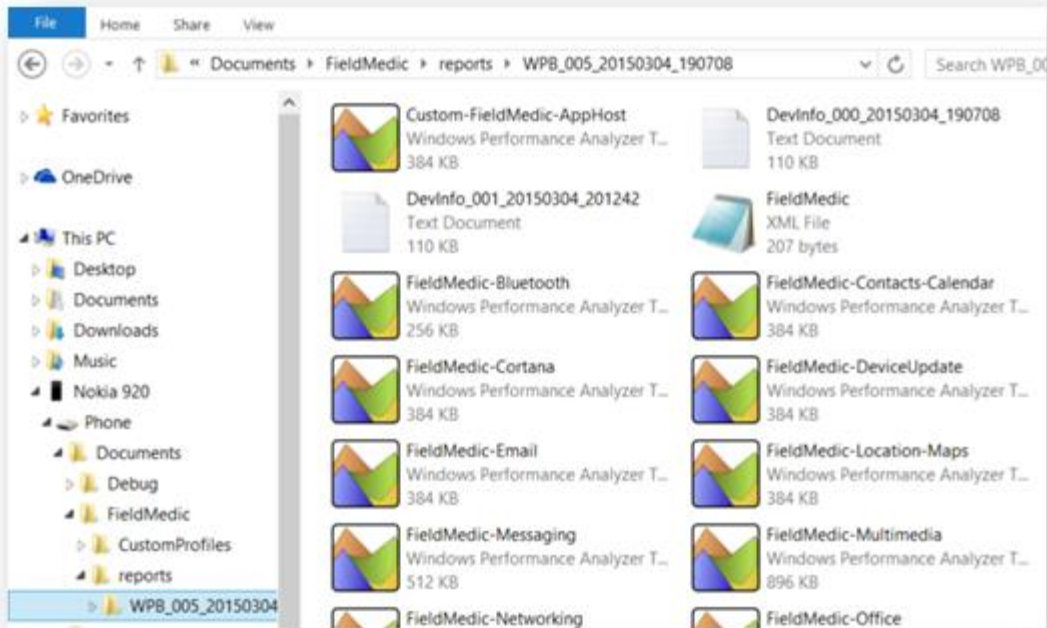 File Home Share View
« Documents FieldMedic reports WPB_005_20150304_190708 Search WPB_00
Favorites
OneDrive
This PC
Desktop
Documents
Downloads
Music
Nokia 920
Phone
Documents
Debug
FieldMedic
CustomProfiles
reports
WPB_005_20150304
Custom-FieldMedic-AppHost
Windows Performance Analyzer T...
384 KB
DevInfo_000_20150304_190708
Text Document
110 KB
DevInfo_001_20150304_201242
Text Document
110 KB
FieldMedic
XML File
207 bytes
FieldMedic-Bluetooth
Windows Performance Analyzer T...
256 KB
FieldMedic-Contacts-Calendar
Windows Performance Analyzer T...
384 KB
FieldMedic-Cortana
Windows Performance Analyzer T...
384 KB
FieldMedic-DeviceUpdate
Windows Performance Analyzer T...
384 KB
FieldMedic-Email
Windows Performance Analyzer T...
384 KB
FieldMedic-Location-Maps
Windows Performance Analyzer T...
384 KB
FieldMedic-Messaging
Windows Performance Analyzer T...
512 KB
FieldMedic-Multimedia
Windows Performance Analyzer T...
896 KB
FieldMedic-Networking
FieldMedic-Office